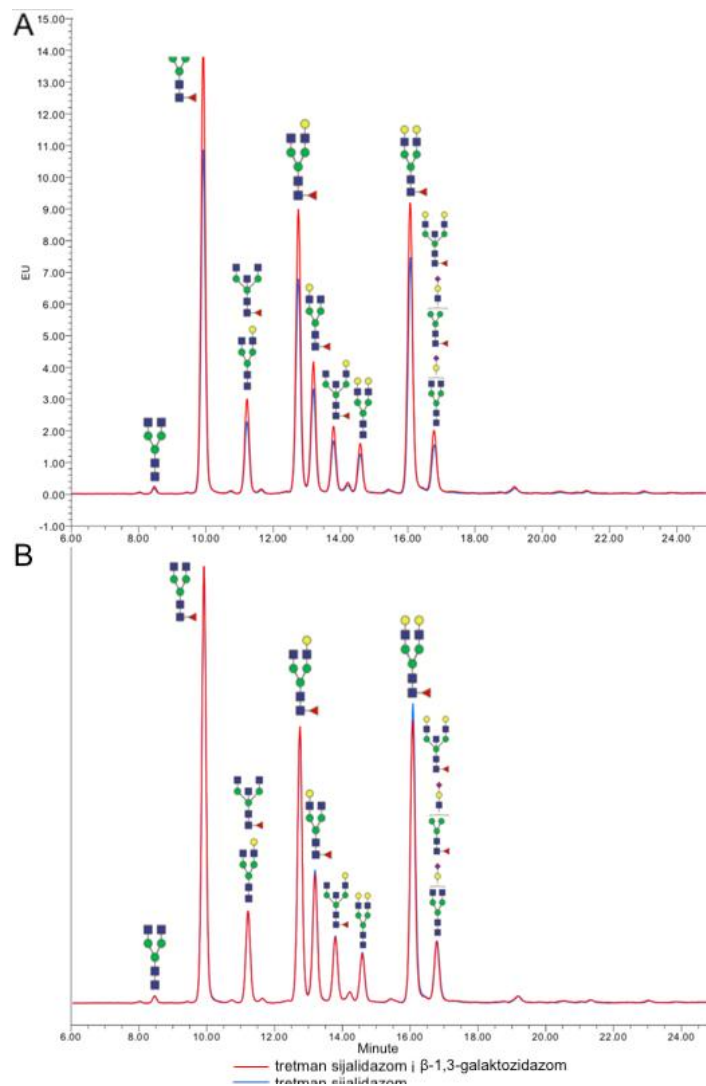 A
15.00
14.00
13.00
12.00
11.00
10.00
9.00
8.00
7.00
6.00
5.00
4.00
3.00
2.00
1.00
0.00
-1.00
EU
6.00 8.00 10.00 12.00 14.00 16.00 18.00 20.00 22.00 24.00
B
6.00 8.00 10.00 12.00 14.00 16.00 18.00 20.00 22.00 24.00
Minute
tretman sijalidazom i β-1,3-galaktozidazom
tretman sijalidazom